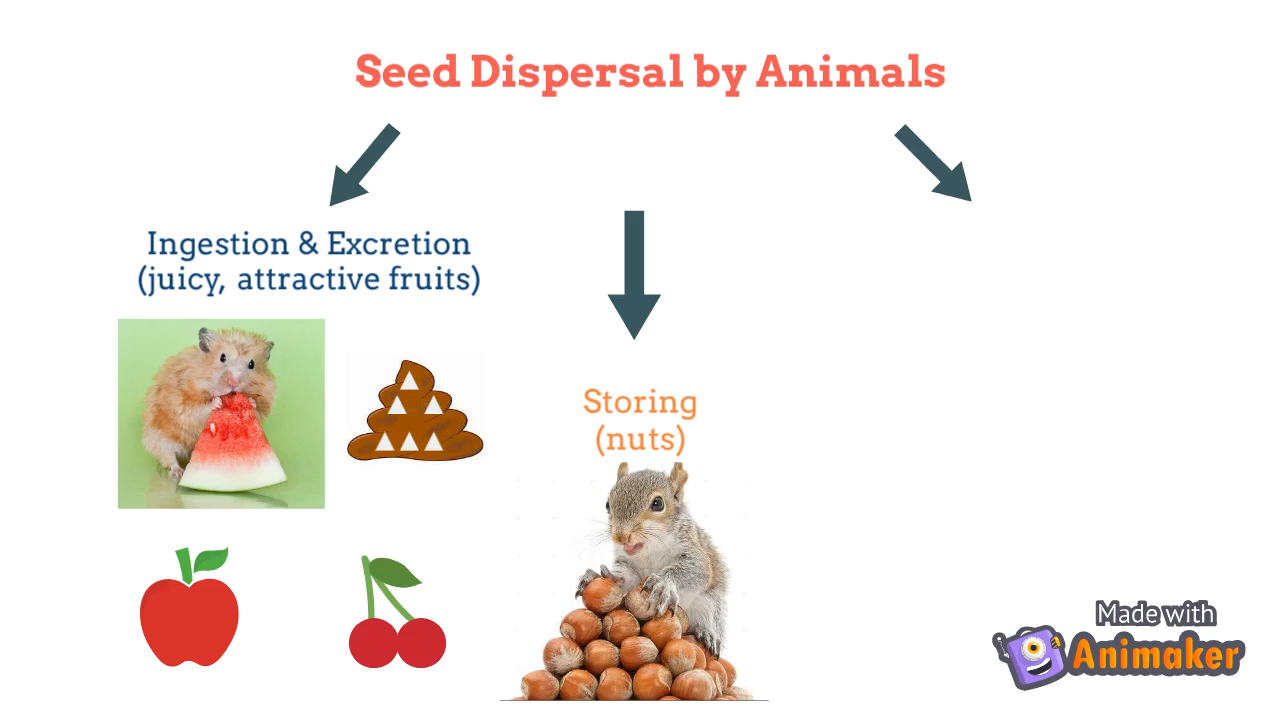 Seed Dispersal by Animals
Ingestion & Excretion
(juicy, attractive fruits)
Storing
(nuts)
Made with
Animaker